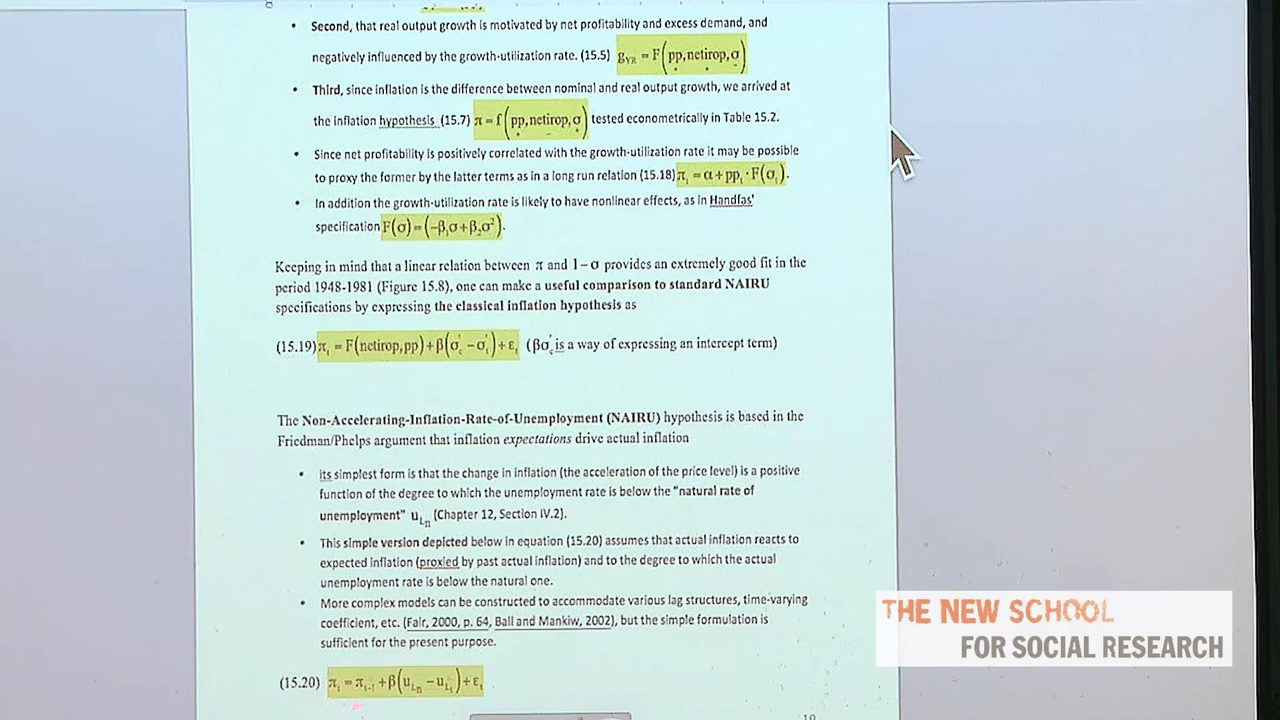 • Second, that real output growth is motivated by net profitability and excess demand, and
negatively influenced by the growth-utilization rate. (15.5) g_YR = F(pp, netirop, σ)
• Third, since inflation is the difference between nominal and real output growth, we arrived at
the inflation hypothesis (15.7) π = f(pp, netirop, σ) tested econometrically in Table 15.2.
• Since net profitability is positively correlated with the growth-utilization rate it may be possible
to proxy the former by the latter terms as in a long run relation (15.18) π_t = α + pp_t · F(σ_t).
• In addition the growth-utilization rate is likely to have nonlinear effects, as in Handfas'
specification F(σ) = (−β₁σ + β₂σ²).
Keeping in mind that a linear relation between π and 1−σ provides an extremely good fit in the
period 1948-1981 (Figure 15.8), one can make a useful comparison to standard NAIRU
specifications by expressing the classical inflation hypothesis as
(15.19) π_t = F(netirop, pp) + β(σ'_c − σ'_t) + ε_t (βσ'_c is a way of expressing an intercept term)
The Non-Accelerating-Inflation-Rate-of-Unemployment (NAIRU) hypothesis is based in the
Friedman/Phelps argument that inflation expectations drive actual inflation
• its simplest form is that the change in inflation (the acceleration of the price level) is a positive
function of the degree to which the unemployment rate is below the "natural rate of
unemployment" u_Ln (Chapter 12, Section IV.2).
• This simple version depicted below in equation (15.20) assumes that actual inflation reacts to
expected inflation (proxied by past actual inflation) and to the degree to which the actual
unemployment rate is below the natural one.
• More complex models can be constructed to accommodate various lag structures, time-varying
coefficient, etc. (Fair, 2000, p. 64, Ball and Mankiw, 2002), but the simple formulation is
sufficient for the present purpose.
(15.20) π_t = π_t−1 + β(u_Ln − u_Lt) + ε_t
THE NEW SCHOOL
FOR SOCIAL RESEARCH